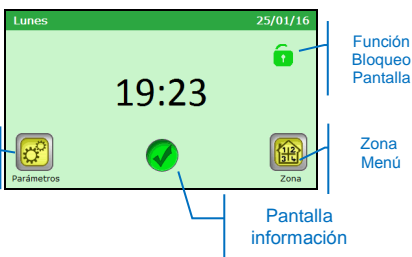 Lunes 25/01/16
Función
Bloqueo
Pantalla
19:23
Zona
Menú
Parámetros
Zona
Pantalla
información